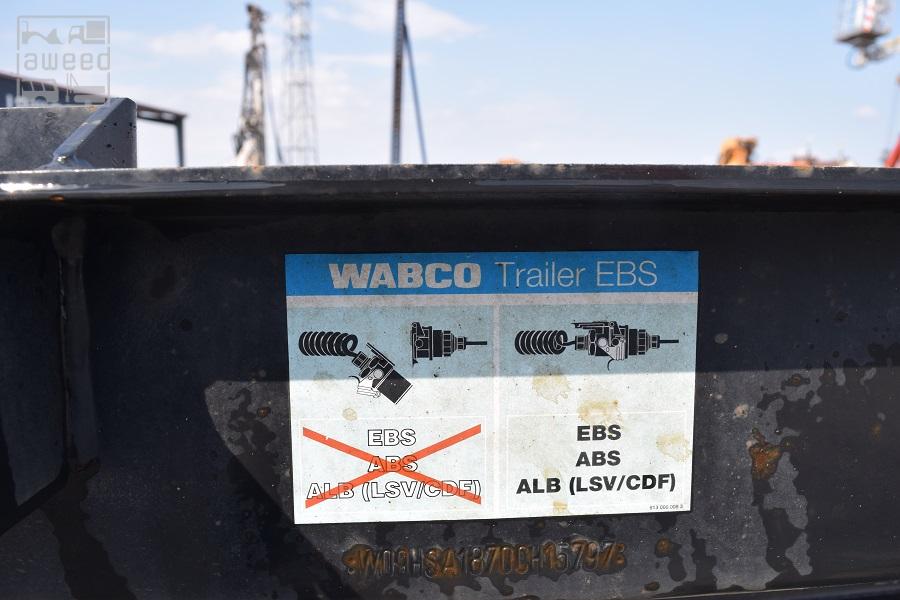 aweed
WABCO Trailer EBS
EBS
ABS
ALB (LSV/CDF)
EBS
ABS
ALB (LSV/CDF)